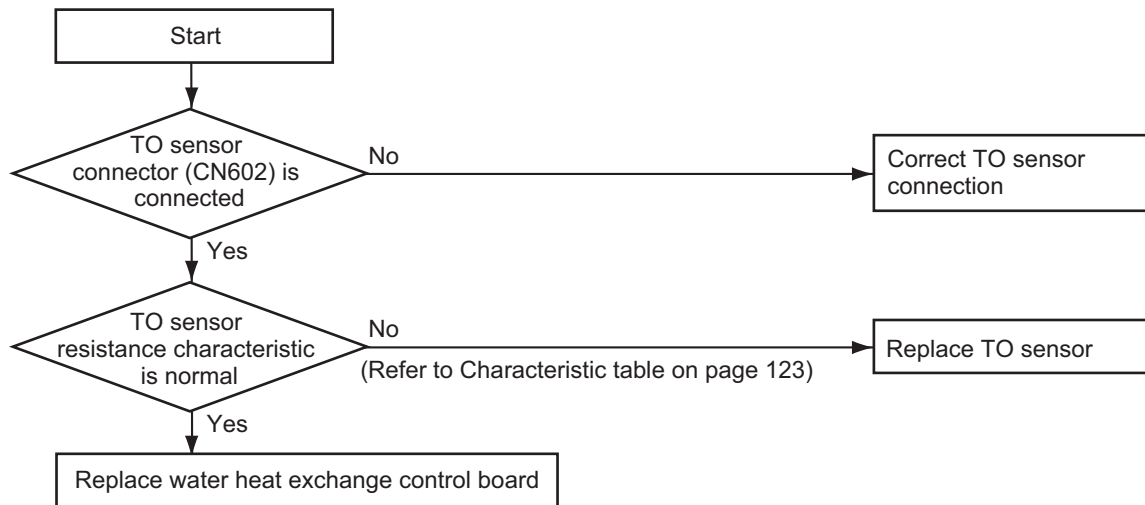 Start
TO sensor
connector (CN602) is
connected
No
Correct TO sensor
connection
Yes
TO sensor
resistance characteristic
is normal
No
(Refer to Characteristic table on page 123)
Replace TO sensor
Yes
Replace water heat exchange control board